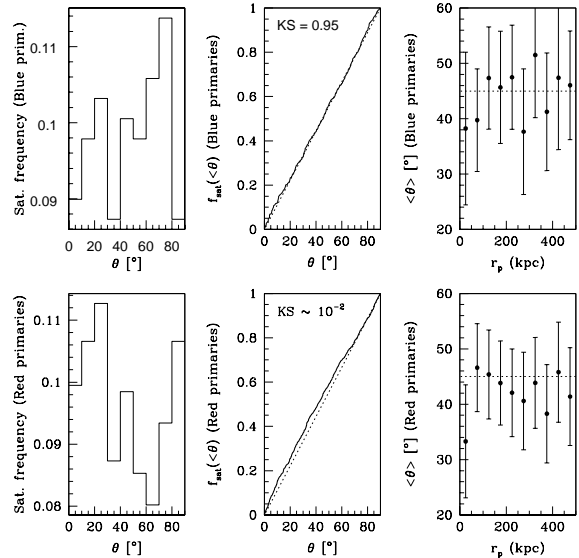 Sat. frequency (Blue prim.)
0.11
0.1
0.09
0 20 40 60 80
θ [°]
KS = 0.95
f_sat(<θ) (Blue primaries)
1
0.8
0.6
0.4
0.2
0
0 20 40 60 80
θ [°]
<θ> [°] (Blue primaries)
60
50
40
30
20
0 200 400
r_p (kpc)
Sat. frequency (Red primaries)
0.11
0.1
0.09
0.08
0 20 40 60 80
θ [°]
KS ~ 10⁻²
f_sat(<θ) (Red primaries)
1
0.8
0.6
0.4
0.2
0
0 20 40 60 80
θ [°]
<θ> [°] (Red primaries)
60
50
40
30
20
0 200 400
r_p (kpc)